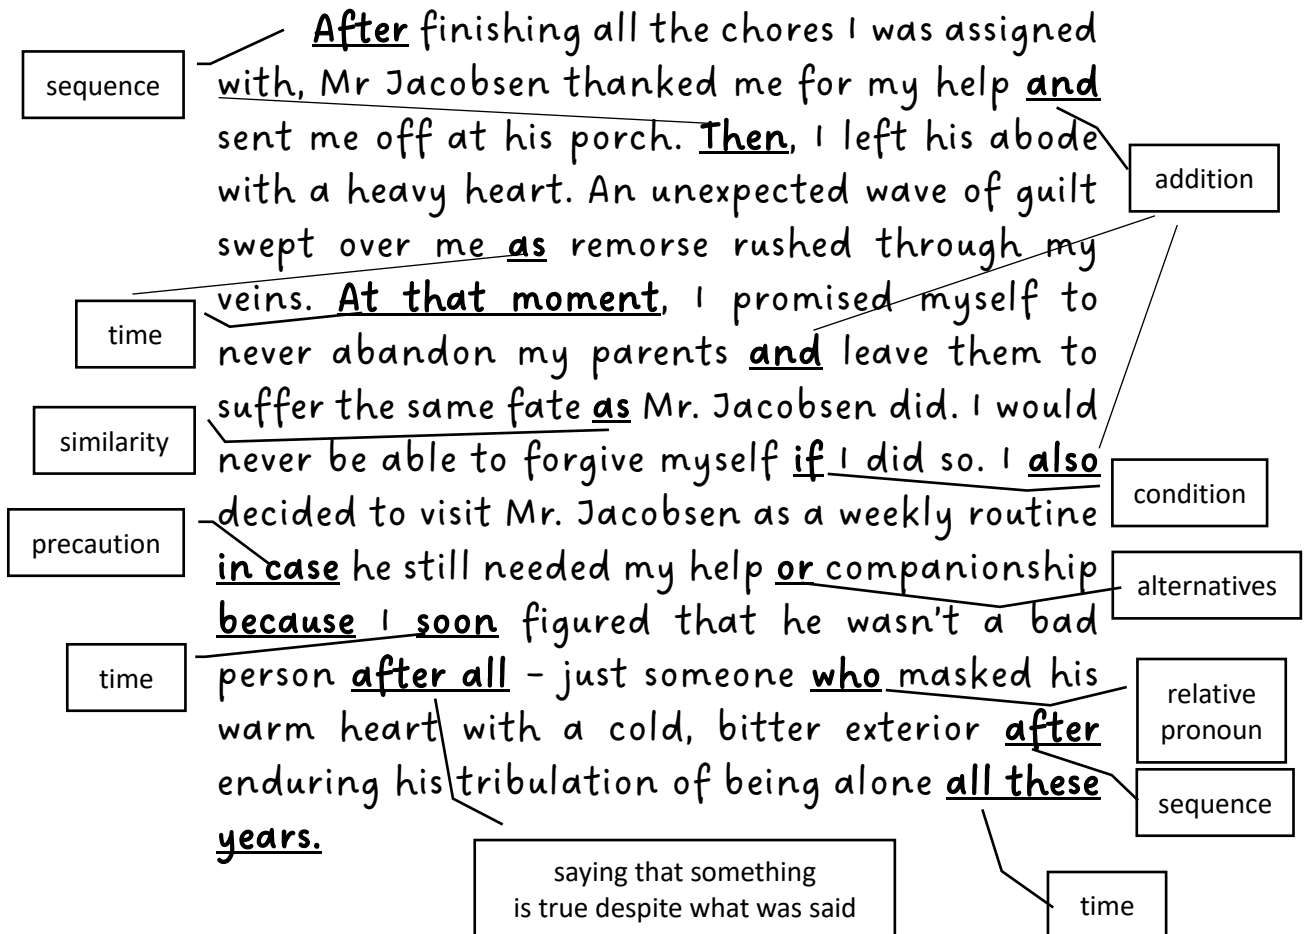 After finishing all the chores I was assigned
sequence
with, Mr Jacobsen thanked me for my help and
sent me off at his porch. Then, I left his abode
addition
with a heavy heart. An unexpected wave of guilt
swept over me as remorse rushed through my
veins. At that moment, I promised myself to
time
never abandon my parents and leave them to
suffer the same fate as Mr. Jacobsen did. I would
similarity
never be able to forgive myself if I did so. I also
condition
decided to visit Mr. Jacobsen as a weekly routine
precaution
in case he still needed my help or companionship
alternatives
because I soon figured that he wasn't a bad
time
person after all - just someone who masked his
relative
pronoun
warm heart with a cold, bitter exterior after
enduring his tribulation of being alone all these
sequence
years.
saying that something
is true despite what was said
time